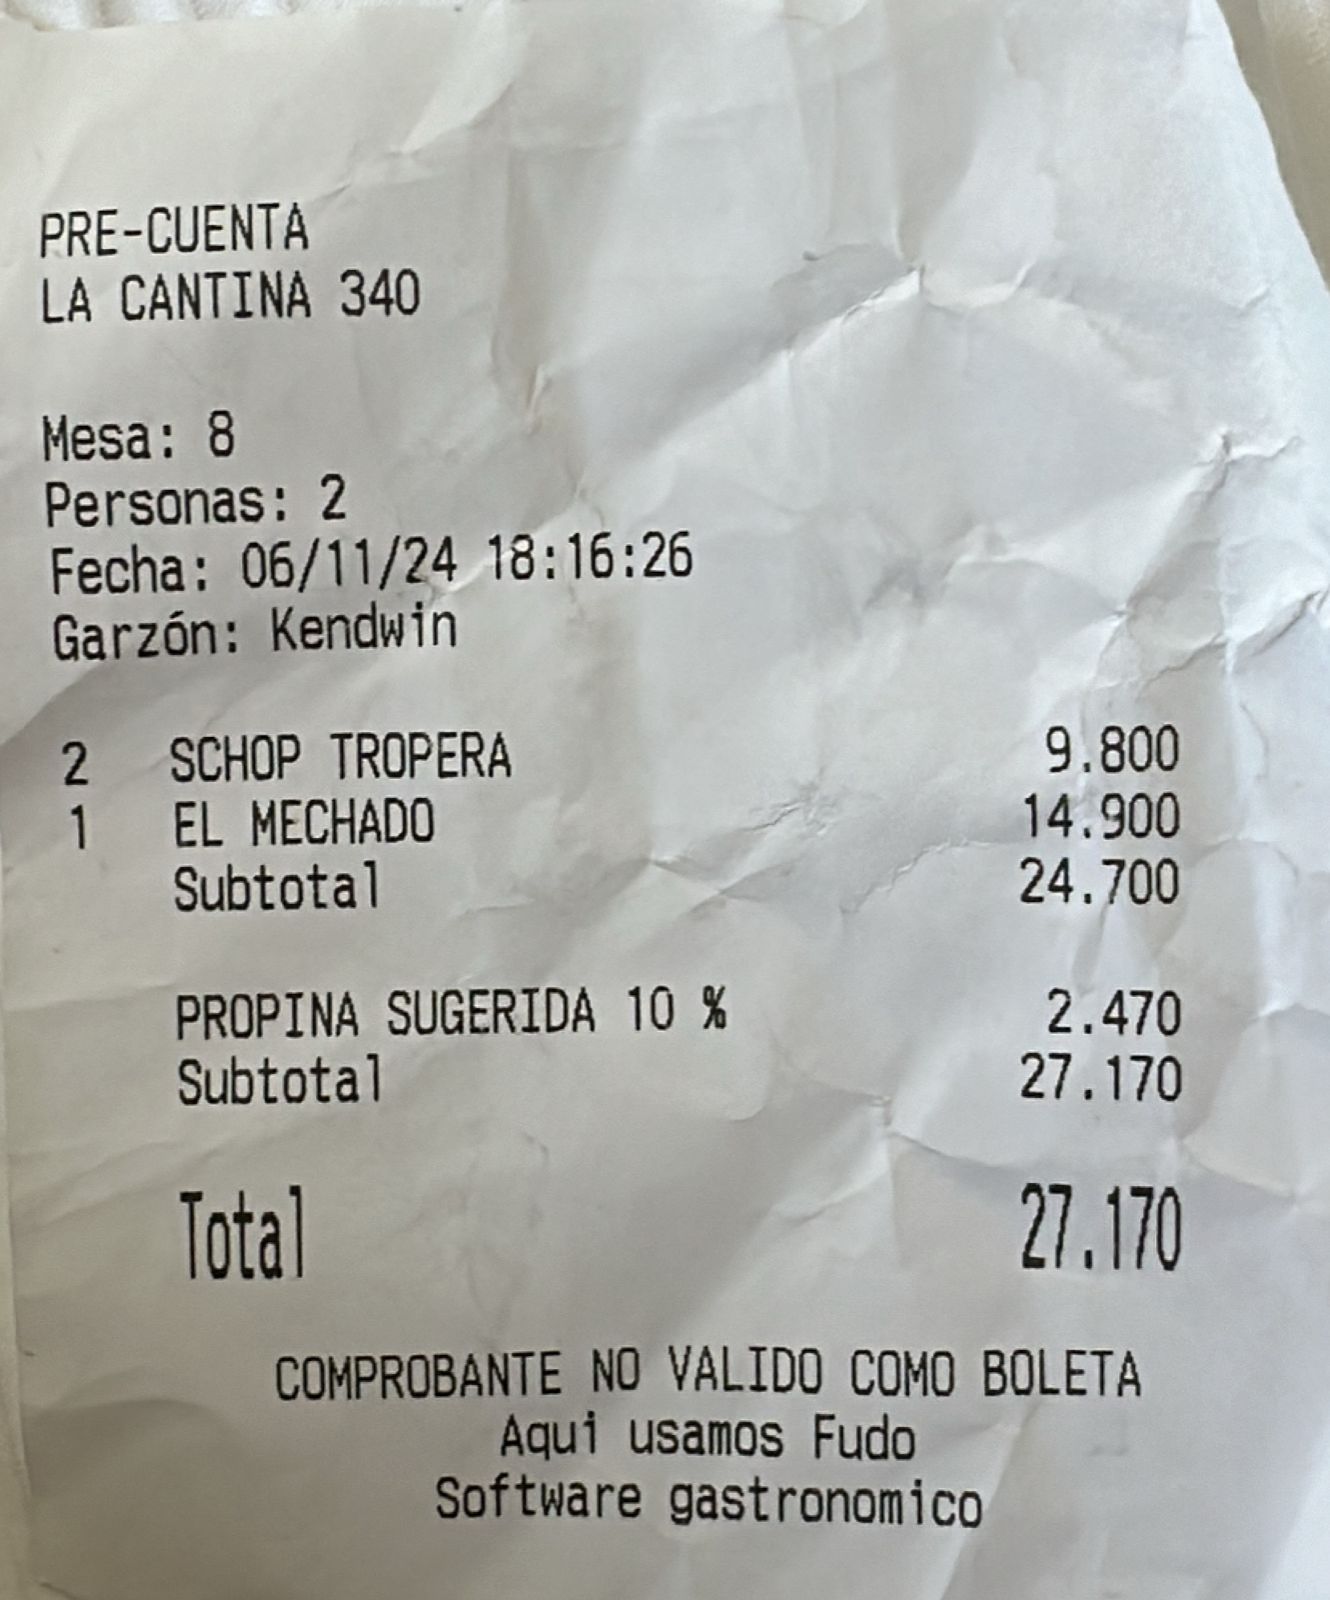 PRE-CUENTA
LA CANTINA 340
Mesa: 8
Personas: 2
Fecha: 06/11/24 18:16:26
Garzón: Kendwin
2 SCHOP TROPERA 9.800
1 EL MECHADO 14.900
Subtotal 24.700
PROPINA SUGERIDA 10 % 2.470
Subtotal 27.170
Total 27.170
COMPROBANTE NO VALIDO COMO BOLETA
Aqui usamos Fudo
Software gastronomico